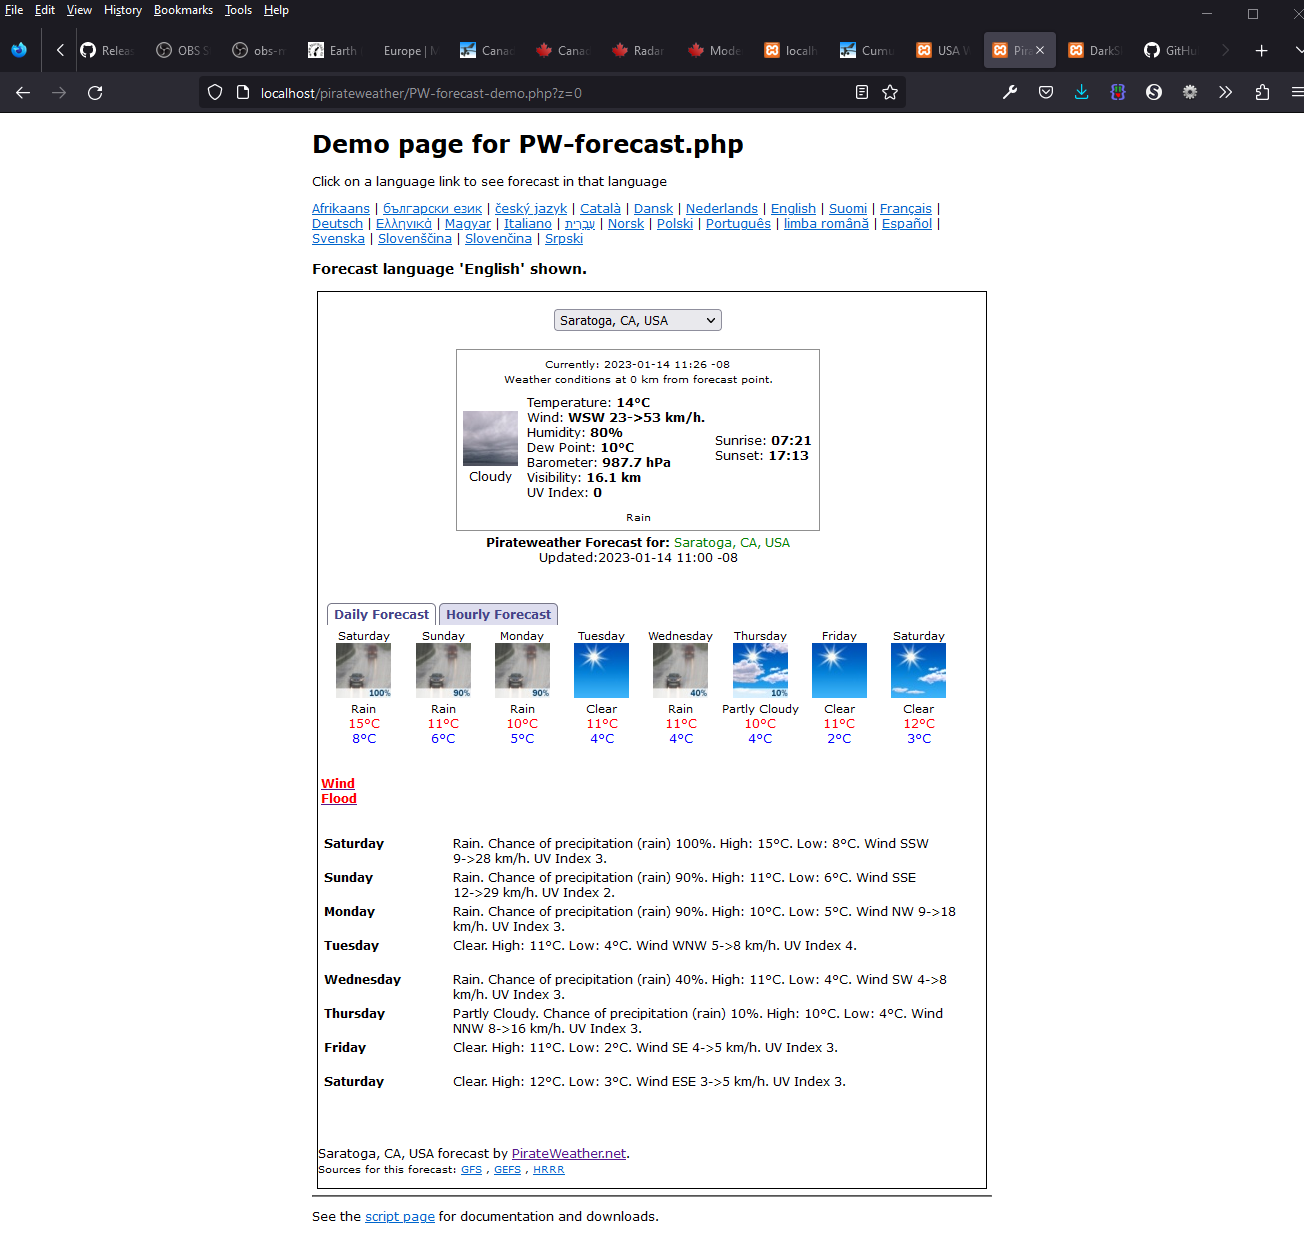 File Edit View History Bookmarks Tools Help
Releas OBS S obs-m Earth Europe | M Canad Canad Radar Mode localh Cumu USA W Pira DarkS GitHu
localhost/pirateweather/PW-forecast-demo.php?z=0
Demo page for PW-forecast.php
Click on a language link to see forecast in that language
Afrikaans | български език | český jazyk | Català | Dansk | Nederlands | English | Suomi | Français |
Deutsch | Ελληνικά | Magyar | Italiano | עִבְרִית | Norsk | Polski | Português | limba română | Español |
Svenska | Slovenščina | Slovenčina | Srpski
Forecast language 'English' shown.
Saratoga, CA, USA
Currently: 2023-01-14 11:26 -08
Weather conditions at 0 km from forecast point.
Cloudy
Temperature: 14°C
Wind: WSW 23->53 km/h.
Humidity: 80%
Dew Point: 10°C
Barometer: 987.7 hPa
Visibility: 16.1 km
UV Index: 0
Sunrise: 07:21
Sunset: 17:13
Rain
Pirateweather Forecast for: Saratoga, CA, USA
Updated:2023-01-14 11:00 -08
Daily Forecast Hourly Forecast
Saturday Sunday Monday Tuesday Wednesday Thursday Friday Saturday
100% 90% 90% 40% 10%
Rain Rain Rain Clear Rain Partly Cloudy Clear Clear
15°C 11°C 10°C 11°C 11°C 10°C 11°C 12°C
8°C 6°C 5°C 4°C 4°C 4°C 2°C 3°C
Wind
Flood
Saturday Rain. Chance of precipitation (rain) 100%. High: 15°C. Low: 8°C. Wind SSW
9->28 km/h. UV Index 3.
Sunday Rain. Chance of precipitation (rain) 90%. High: 11°C. Low: 6°C. Wind SSE
12->29 km/h. UV Index 2.
Monday Rain. Chance of precipitation (rain) 90%. High: 10°C. Low: 5°C. Wind NW 9->18
km/h. UV Index 3.
Tuesday Clear. High: 11°C. Low: 4°C. Wind WNW 5->8 km/h. UV Index 4.
Wednesday Rain. Chance of precipitation (rain) 40%. High: 11°C. Low: 4°C. Wind SW 4->8
km/h. UV Index 3.
Thursday Partly Cloudy. Chance of precipitation (rain) 10%. High: 10°C. Low: 4°C. Wind
NNW 8->16 km/h. UV Index 3.
Friday Clear. High: 11°C. Low: 2°C. Wind SE 4->5 km/h. UV Index 3.
Saturday Clear. High: 12°C. Low: 3°C. Wind ESE 3->5 km/h. UV Index 3.
Saratoga, CA, USA forecast by PirateWeather.net.
Sources for this forecast: GFS , GEFS , HRRR
See the script page for documentation and downloads.